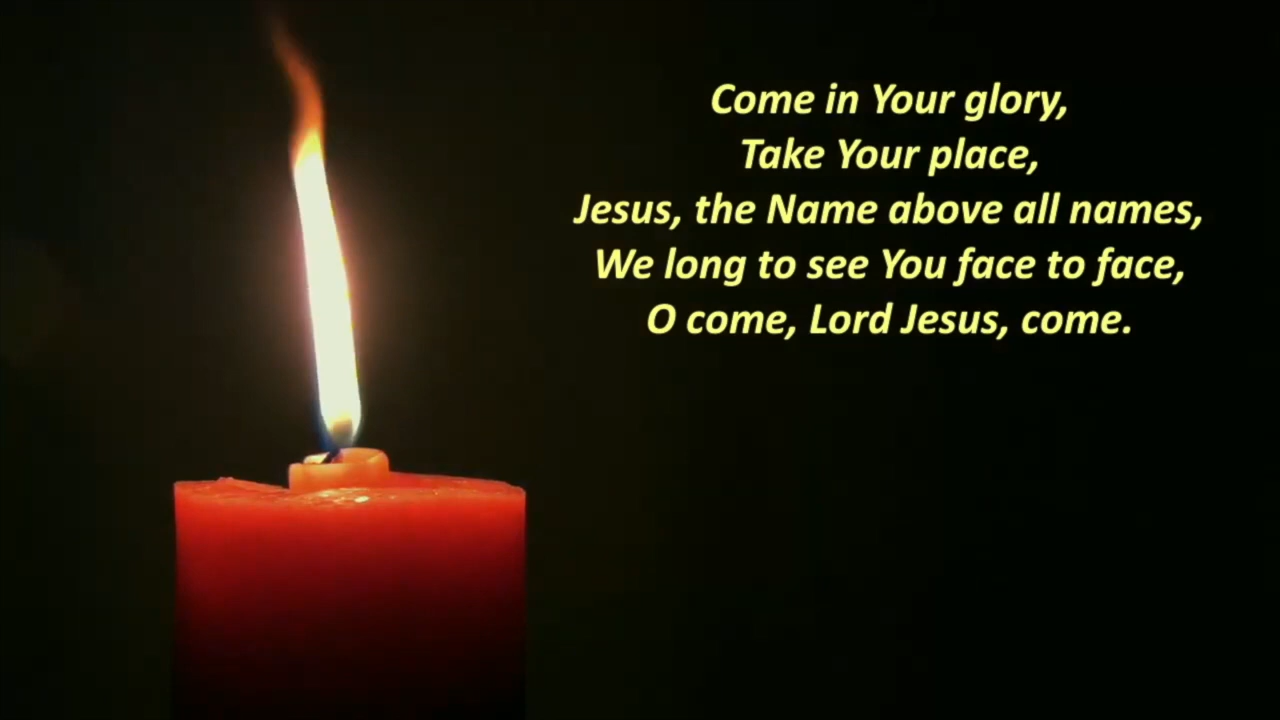 Come in Your glory,
Take Your place,
Jesus, the Name above all names,
We long to see You face to face,
O come, Lord Jesus, come.